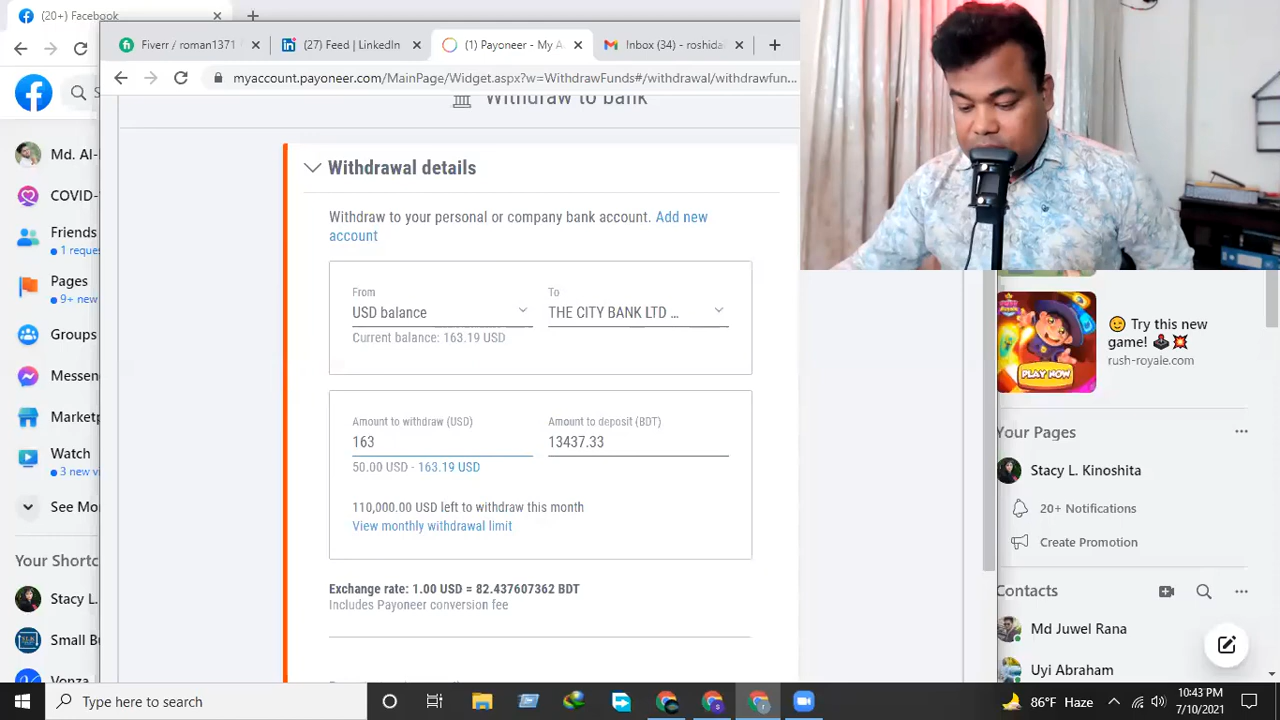 (20+) Facebook
Fiverr / roman1371
(27) Feed | LinkedIn
(1) Payoneer - My A
Inbox (34) - roshida
myaccount.payoneer.com/MainPage/Widget.aspx?w=WithdrawFunds#/withdrawal/withdrawfun...
S
Md. Al-
COVID-
Friends
1 reque
Pages
9+ new
Groups
Messen
Marketp
Watch
3 new v
See Mo
Your Shortc
Stacy L.
Small Bu
Vonza
Withdraw to bank
Withdrawal details
Withdraw to your personal or company bank account. Add new
account
From
USD balance
Current balance: 163.19 USD
To
THE CITY BANK LTD ...
Amount to withdraw (USD)
163
50.00 USD - 163.19 USD
Amount to deposit (BDT)
13437.33
110,000.00 USD left to withdraw this month
View monthly withdrawal limit
Exchange rate: 1.00 USD = 82.437607362 BDT
Includes Payoneer conversion fee
PLAY NOW
Try this new
game!
rush-royale.com
Your Pages
Stacy L. Kinoshita
20+ Notifications
Create Promotion
Contacts
Md Juwel Rana
Uyi Abraham
Type here to search
86°F Haze
10:43 PM
7/10/2021